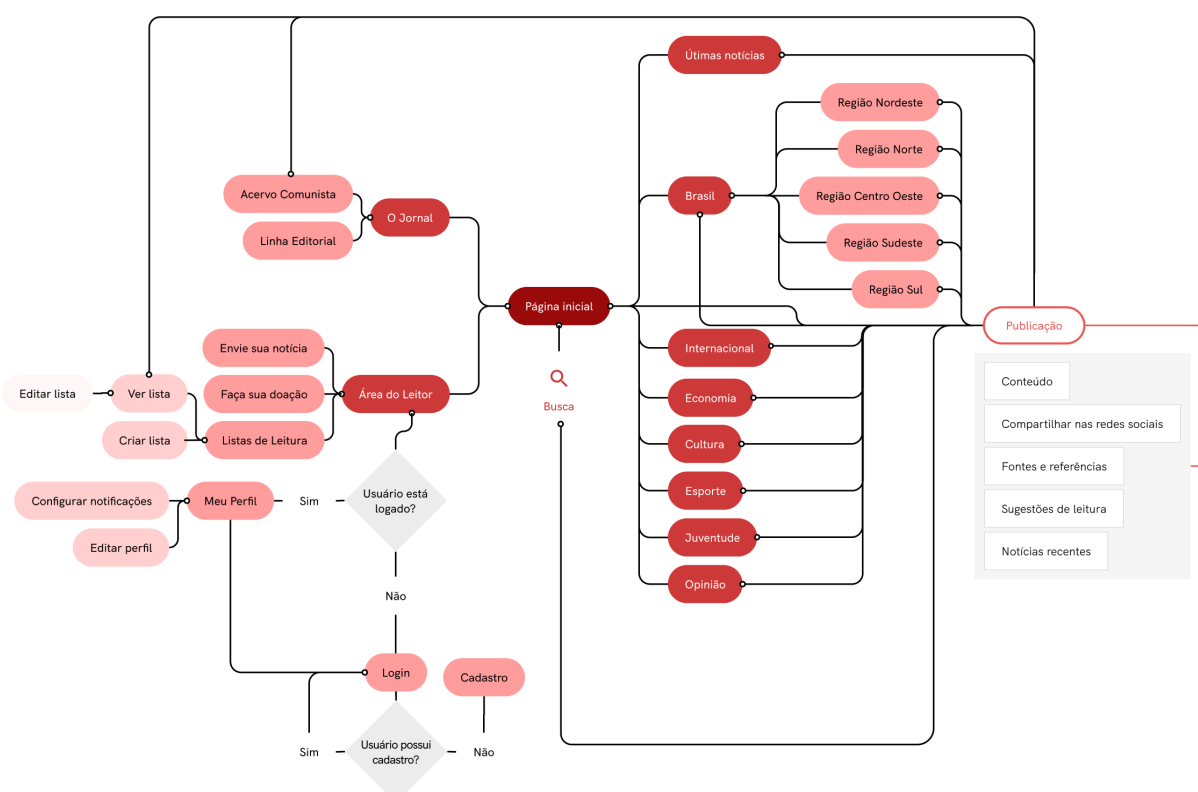 Útimas notícias
Região Nordeste
Região Norte
Acervo Comunista
Brasil
Região Centro Oeste
O Jornal
Linha Editorial
Região Sudeste
Região Sul
Página inicial
Publicação
Envie sua notícia
Internacional
Busca
Editar lista
Ver lista
Faça sua doação
Área do Leitor
Economia
Criar lista
Listas de Leitura
Cultura
Conteúdo
Compartilhar nas redes sociais
Fontes e referências
Sugestões de leitura
Notícias recentes
Configurar notificações
Meu Perfil
Sim
Usuário está
logado?
Esporte
Editar perfil
Juventude
Opinião
Não
Login
Cadastro
Sim
Usuário possui
cadastro?
Não